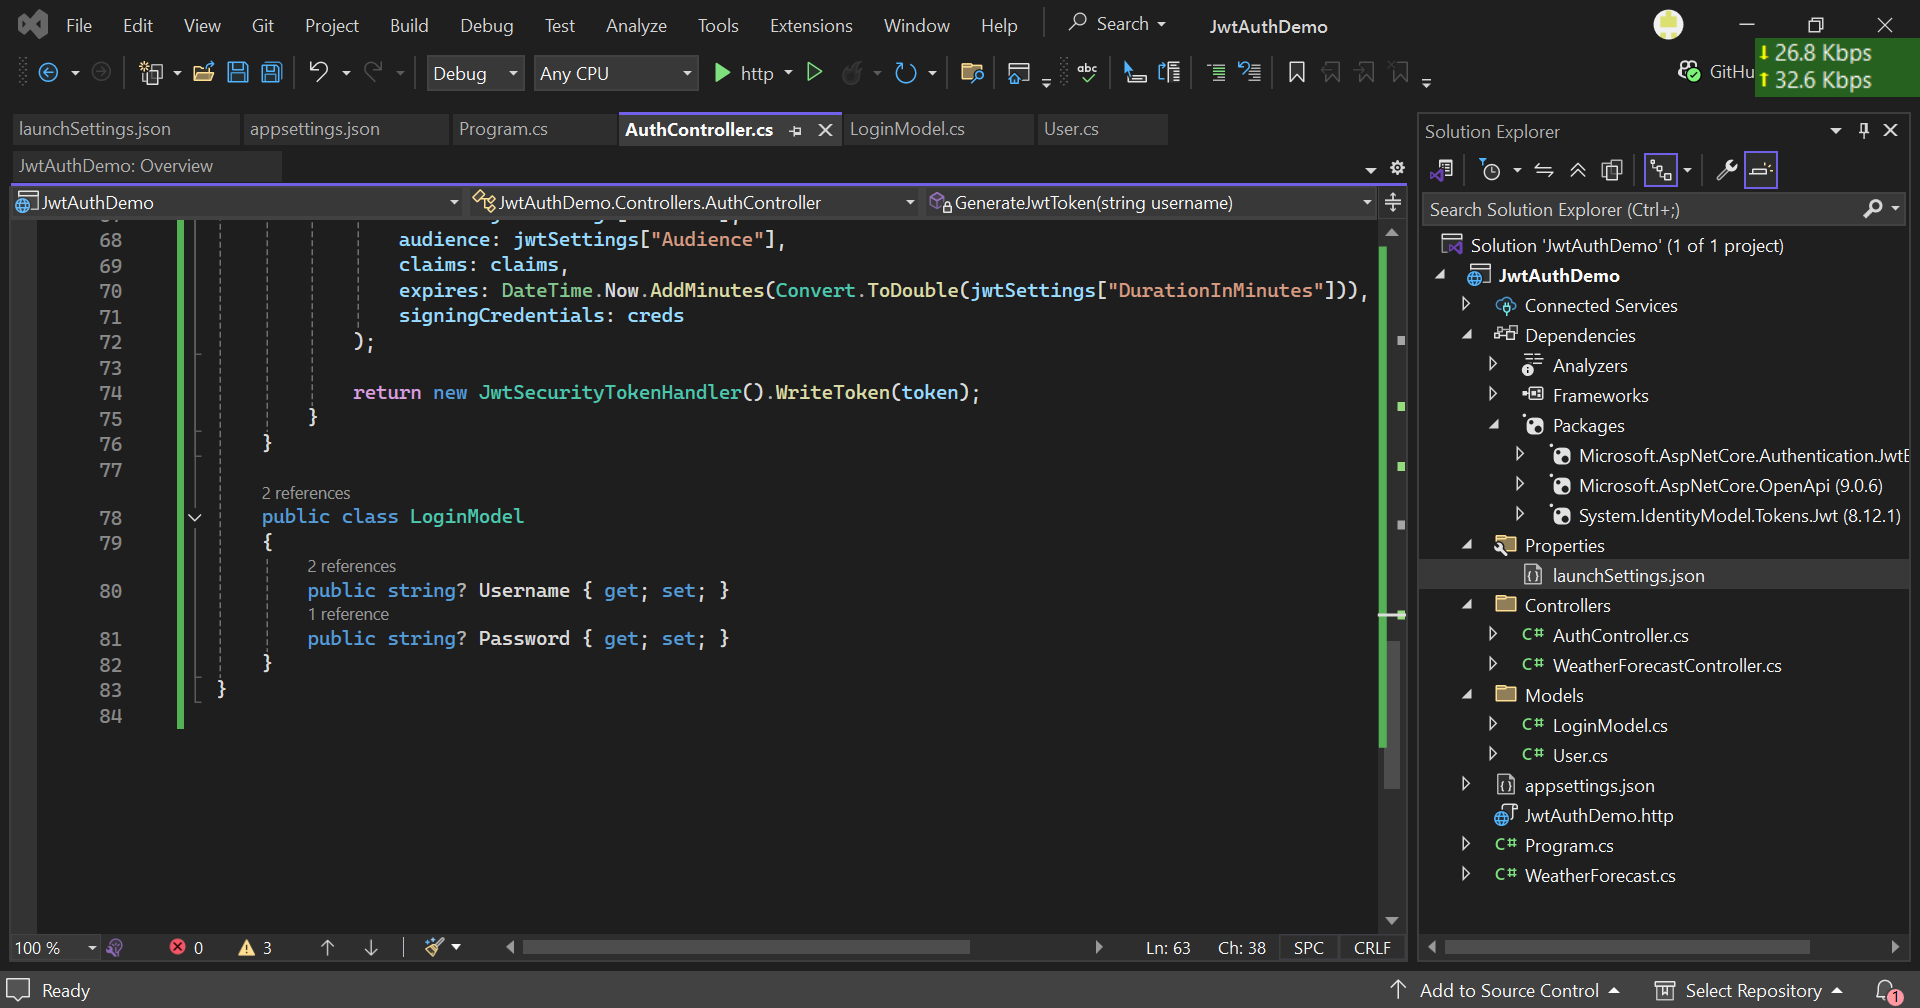 File Edit View Git Project Build Debug Test Analyze Tools Extensions Window Help Search JwtAuthDemo
26.8 Kbps
32.6 Kbps
Debug Any CPU http abc GitHu
launchSettings.json appsettings.json Program.cs AuthController.cs LoginModel.cs User.cs
JwtAuthDemo: Overview
JwtAuthDemo JwtAuthDemo.Controllers.AuthController GenerateJwtToken(string username)
68 audience: jwtSettings["Audience"],
69 claims: claims,
70 expires: DateTime.Now.AddMinutes(Convert.ToDouble(jwtSettings["DurationInMinutes"])),
71 signingCredentials: creds
72 );
73
74 return new JwtSecurityTokenHandler().WriteToken(token);
75 }
76 }
77
2 references
78 public class LoginModel
79 {
2 references
80 public string? Username { get; set; }
1 reference
81 public string? Password { get; set; }
82 }
83 }
84
100 % 0 3 Ln: 63 Ch: 38 SPC CRLF
Solution Explorer
Search Solution Explorer (Ctrl+;)
Solution 'JwtAuthDemo' (1 of 1 project)
JwtAuthDemo
Connected Services
Dependencies
Analyzers
Frameworks
Packages
Microsoft.AspNetCore.Authentication.JwtB
Microsoft.AspNetCore.OpenApi (9.0.6)
System.IdentityModel.Tokens.Jwt (8.12.1)
Properties
launchSettings.json
Controllers
C# AuthController.cs
C# WeatherForecastController.cs
Models
C# LoginModel.cs
C# User.cs
appsettings.json
JwtAuthDemo.http
C# Program.cs
C# WeatherForecast.cs
Ready Add to Source Control Select Repository 1